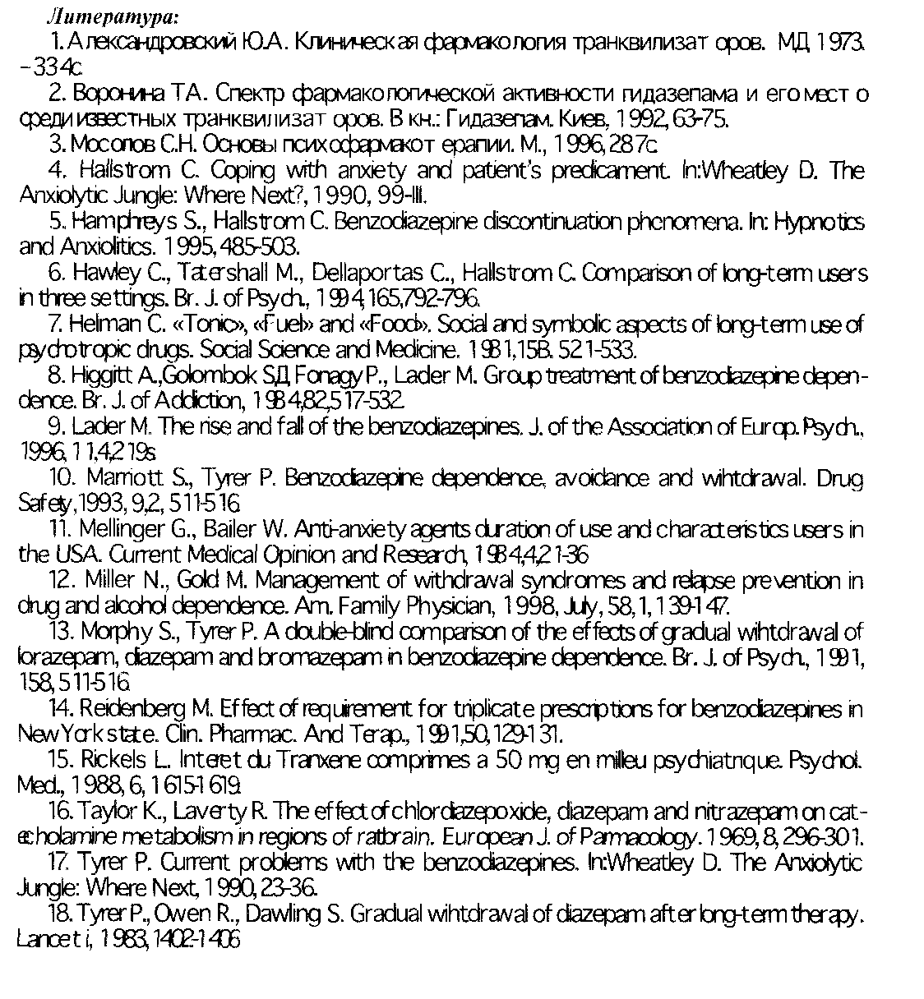 Литература:
1. Александровский Ю.А. Клиническая фармакология транквилизаторов. МД 1973.
– 334с.
2. Воронина Т.А. Спектр фармакологической активности гидазепама и его место
среди известных транквилизаторов. В кн.: Гидазепам. Киев, 1992, 63-75.
3. Мосолов С.Н. Основы психофармакотерапии. М., 1996, 287с.
4. Hallstrom C. Coping with anxiety and patient's predicament. In:Wheatley D. The
Anxiolytic Jungle: Where Next?, 1990, 99-III.
5. Hamphreys S., Hallstrom C. Benzodiazepine discontinuation phenomena. In: Hypnotics
and Anxiolitics. 1995, 485-503.
6. Hawley C., Tatershall M., Dellaportas C., Hallstrom C. Comparison of long-term users
in three settings. Br. J. of Psych., 1994, 165,792-796.
7. Helman C. «Tonic», «Fuel» and «Food». Social and symbolic aspects of long-term use of
psychotropic drugs. Social Science and Medicine. 1981,15B. 521-533.
8. Higgitt A.,Golombok SД Fonagy P., Lader M. Group treatment of benzodiazepine depen-
dence. Br. J. of Addiction, 1984,82,517-532.
9. Lader M. The rise and fall of the benzodiazepines. J. of the Association of Europ. Psych.,
1996, 11,4,219s.
10. Marriott S., Tyrer P. Benzodiazepine dependence, avoidance and wihtdrawal. Drug
Safety,1993, 9,2, 511-516.
11. Mellinger G., Bailer W. Anti-anxiety agents duration of use and characteristics users in
the USA. Current Medical Opinion and Research, 1984,4,21-36
12. Miller N., Gold M. Management of withdrawal syndromes and relapse prevention in
drug and alcohol dependence. Am. Family Physician, 1998, July, 58, 1, 139-147.
13. Morphy S., Tyrer P. A double-blind comparison of the effects of gradual wihtdrawal of
lorazepam, diazepam and bromazepam in benzodiazepine dependence. Br. J. of Psych., 1991,
158, 511-516.
14. Reidenberg M. Effect of requirement for triplicate prescriptions for benzodiazepines in
New York state. Clin. Pharmac. And Terap., 1991,50,129-131.
15. Rickels L. Interet du Tranxene comprimes a 50 mg en milleu psychiatrique. Psychol.
Med., 1988, 6, 1615-1619.
16. Taylor K., Laverty R. The effect of chlordiazepoxide, diazepam and nitrazepam on cat-
echolamine metabolism in regions of ratbrain. European J. of Parmacology. 1969, 8, 296-301.
17. Tyrer P. Current problems with the benzodiazepines. In:Wheatley D. The Anxiolytic
Jungle: Where Next, 1990, 23-36.
18. Tyrer P., Owen R., Dawling S. Gradual wihtdrawal of diazepam after long-term therapy.
Lancet i, 1983, 1402-1406